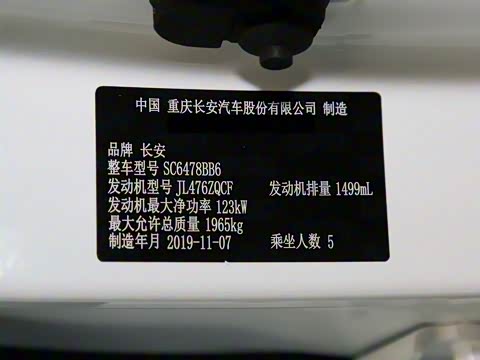 中国 重庆长安汽车股份有限公司 制造
品牌 长安
整车型号 SC6478BB6
发动机型号 JL476ZQCF 发动机排量 1499mL
发动机最大净功率 123kW
最大允许总质量 1965kg
制造年月 2019-11-07 乘坐人数 5